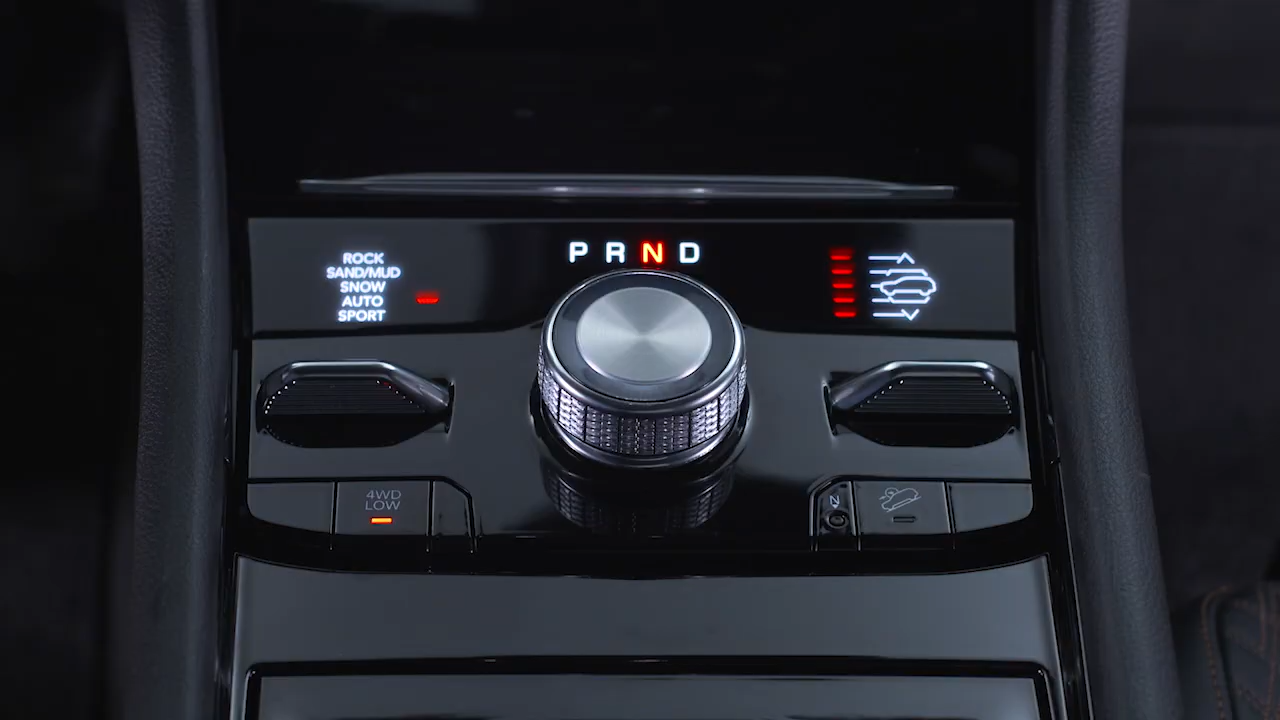 P R N D
ROCK
SAND/MUD
SNOW
AUTO
SPORT
4WD
LOW
N